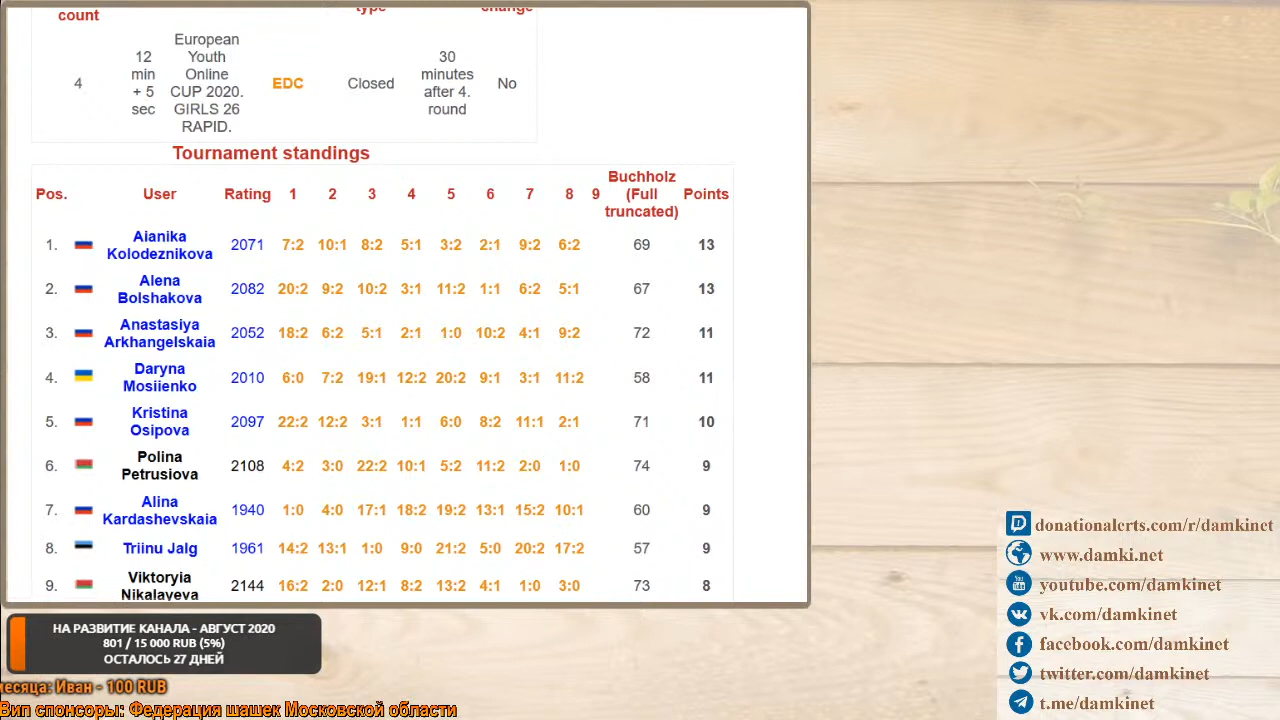 count type change
4 12 min + 5 sec European Youth Online CUP 2020. GIRLS 26 RAPID. EDC Closed 30 minutes after 4. round No
Tournament standings
Pos. User Rating 1 2 3 4 5 6 7 8 9 Buchholz (Full truncated) Points
1. Aianika Kolodeznikova 2071 7:2 10:1 8:2 5:1 3:2 2:1 9:2 6:2 69 13
2. Alena Bolshakova 2082 20:2 9:2 10:2 3:1 11:2 1:1 6:2 5:1 67 13
3. Anastasiya Arkhangelskaia 2052 18:2 6:2 5:1 2:1 1:0 10:2 4:1 9:2 72 11
4. Daryna Mosiienko 2010 6:0 7:2 19:1 12:2 20:2 9:1 3:1 11:2 58 11
5. Kristina Osipova 2097 22:2 12:2 3:1 1:1 6:0 8:2 11:1 2:1 71 10
6. Polina Petrusiova 2108 4:2 3:0 22:2 10:1 5:2 11:2 2:0 1:0 74 9
7. Alina Kardashevskaia 1940 1:0 4:0 17:1 18:2 19:2 13:1 15:2 10:1 60 9
8. Triinu Jalg 1961 14:2 13:1 1:0 9:0 21:2 5:0 20:2 17:2 57 9
9. Viktoryia Nikalayeva 2144 16:2 2:0 12:1 8:2 13:2 4:1 1:0 3:0 73 8
donationalerts.com/r/damkinet
www.damki.net
youtube.com/damkinet
vk.com/damkinet
facebook.com/damkinet
twitter.com/damkinet
t.me/damkinet
НА РАЗВИТИЕ КАНАЛА - АВГУСТ 2020
801 / 15 000 RUB (5%)
ОСТАЛОСЬ 27 ДНЕЙ
месяца: Иван - 100 RUB
Вип спонсоры: Федерация шашек Московской области